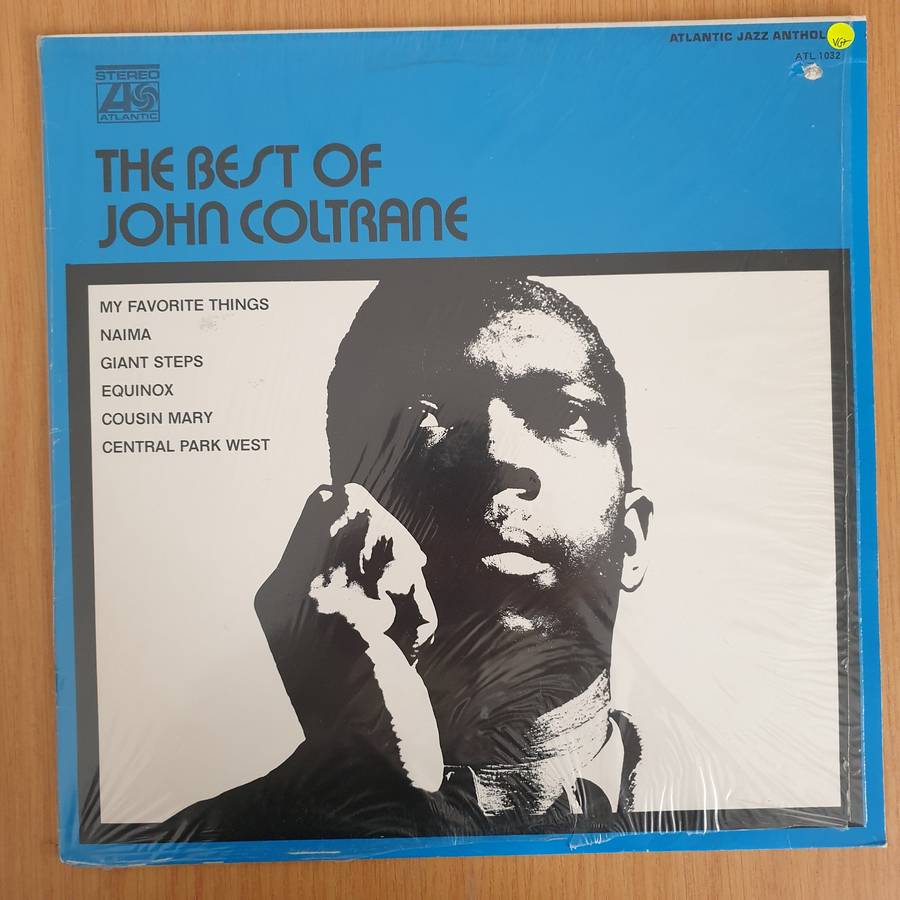 ATLANTIC JAZZ ANTHOL
VG+
ATL 1032
STEREO
ATLANTIC
THE BEST OF
JOHN COLTRANE
MY FAVORITE THINGS
NAIMA
GIANT STEPS
EQUINOX
COUSIN MARY
CENTRAL PARK WEST